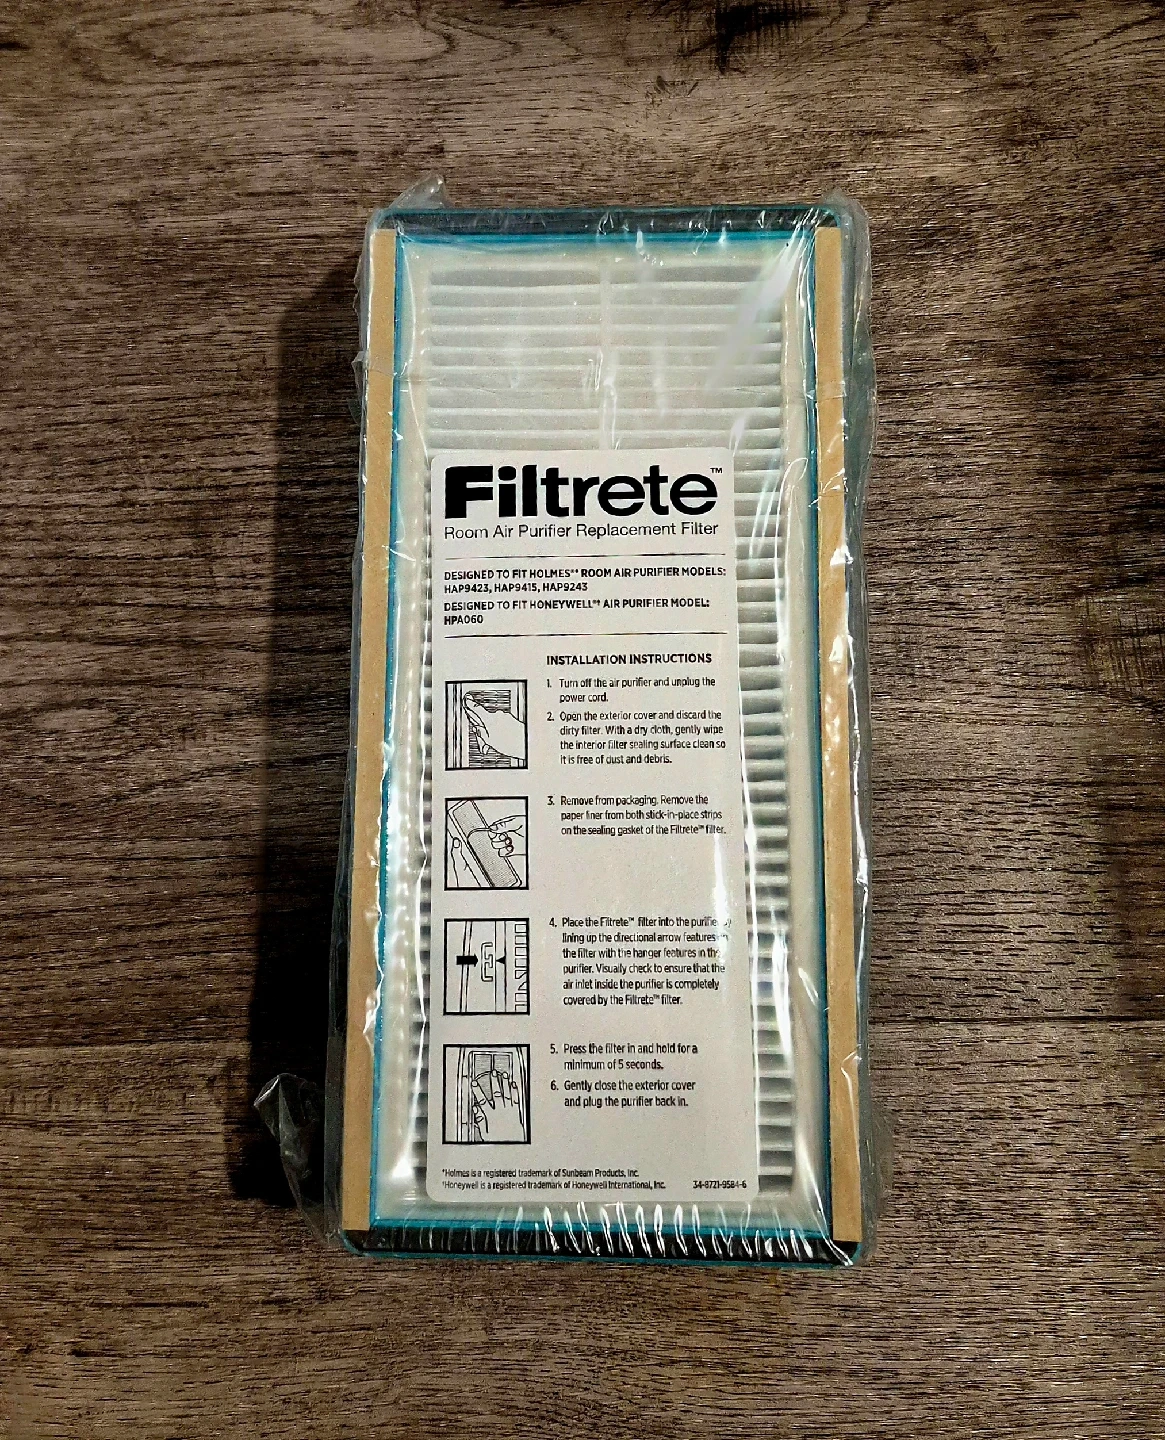 Filtrete™
Room Air Purifier Replacement Filter
DESIGNED TO FIT HOLMES®* ROOM AIR PURIFIER MODELS:
HAP9423, HAP9415, HAP9243
DESIGNED TO FIT HONEYWELL®† AIR PURIFIER MODEL:
HPA060
INSTALLATION INSTRUCTIONS
1. Turn off the air purifier and unplug the
power cord.
2. Open the exterior cover and discard the
dirty filter. With a dry cloth, gently wipe
the interior filter sealing surface clean so
it is free of dust and debris.
3. Remove from packaging. Remove the
paper liner from both stick-in-place strips
on the sealing gasket of the Filtrete™ filter.
4. Place the Filtrete™ filter into the purifier by
lining up the directional arrow features on
the filter with the hanger features in the
purifier. Visually check to ensure that the
air inlet inside the purifier is completely
covered by the Filtrete™ filter.
5. Press the filter in and hold for a
minimum of 5 seconds.
6. Gently close the exterior cover
and plug the purifier back in.
*Holmes is a registered trademark of Sunbeam Products, Inc.
†Honeywell is a registered trademark of Honeywell International, Inc. 34-8721-9584-6